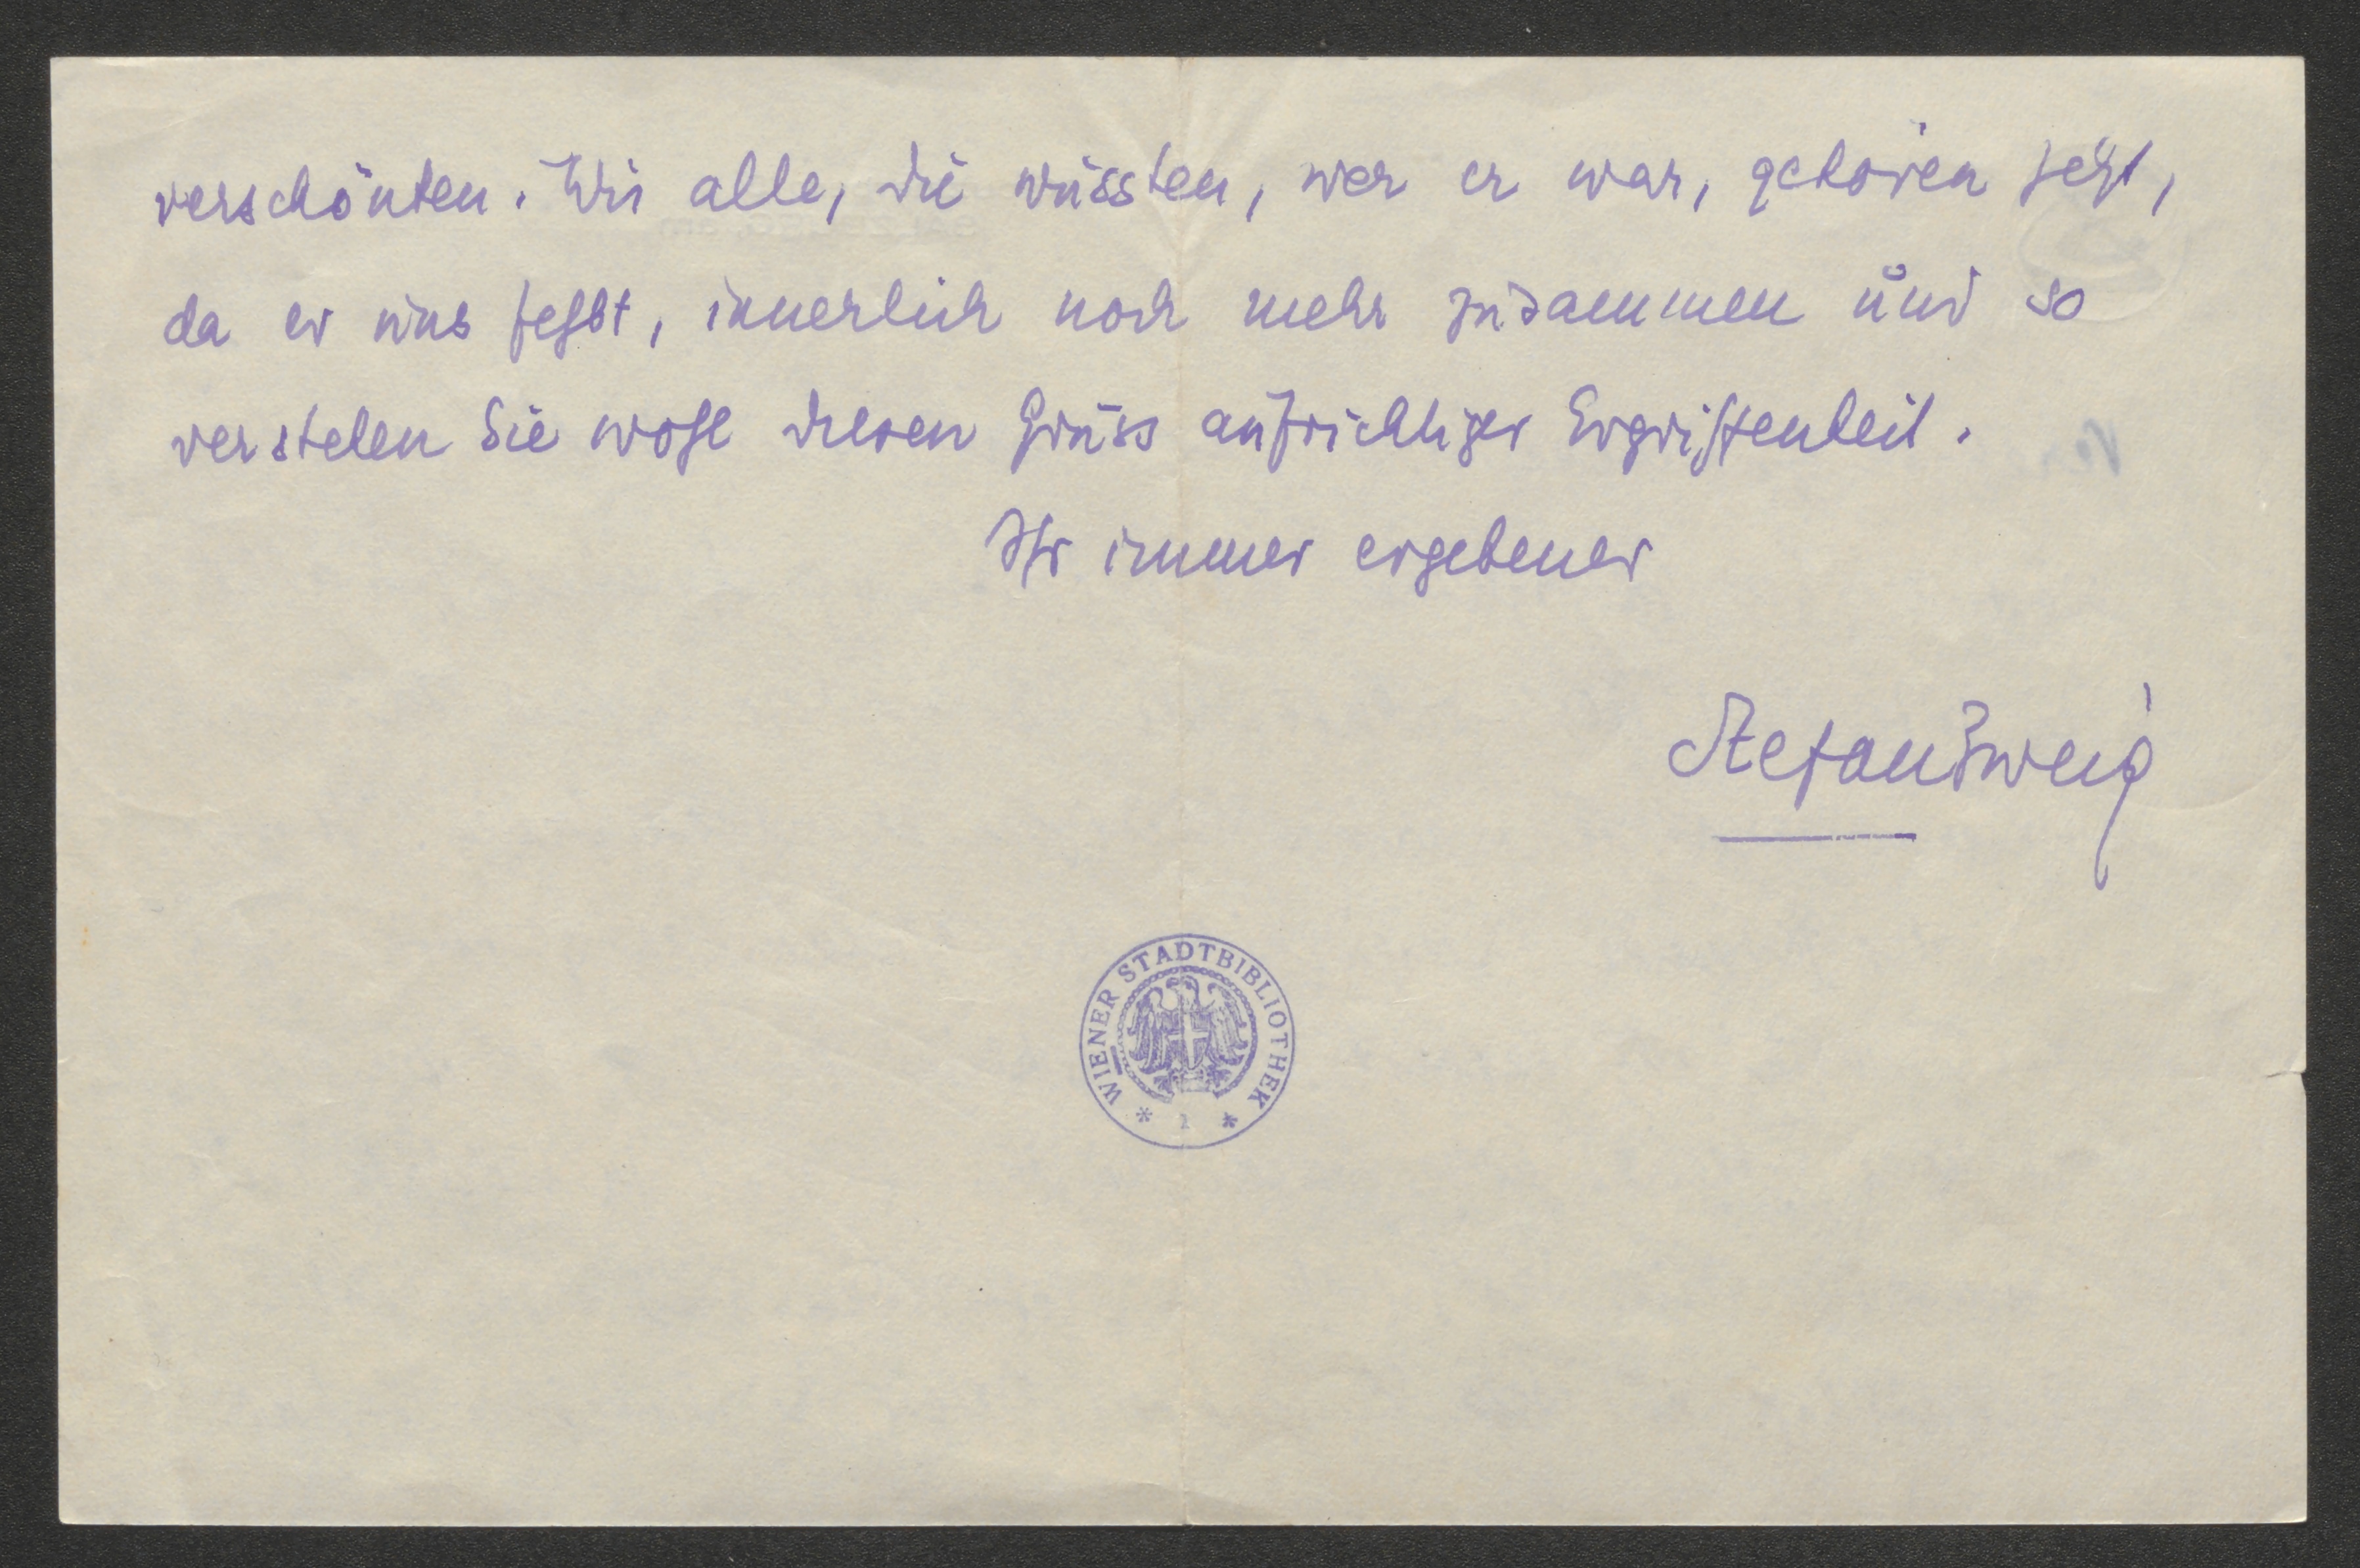 verschönten. Wir alle, die wussten, wer er war, gehören jetzt,
da er uns fehlt, innerlich noch mehr zusammen und so
verstehen Sie wohl diesen Gruss aufrichtiger Ergriffenheit.
Ihr immer ergebener
Stefan Zweig
WIENER STADTBIBLIOTHEK